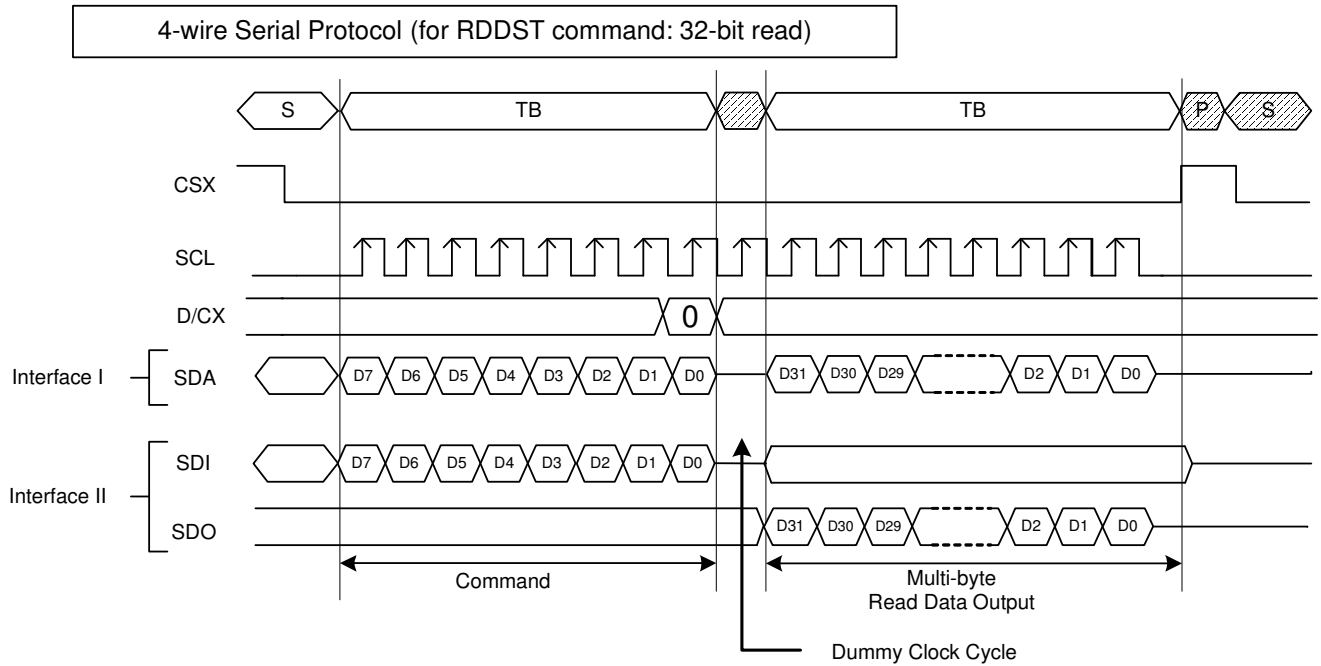 4-wire Serial Protocol (for RDDST command: 32-bit read)
S TB TB P S
CSX
SCL
D/CX 0
Interface I SDA D7 D6 D5 D4 D3 D2 D1 D0 D31 D30 D29 D2 D1 D0
SDI D7 D6 D5 D4 D3 D2 D1 D0
Interface II
SDO D31 D30 D29 D2 D1 D0
Command Multi-byte
Read Data Output
Dummy Clock Cycle